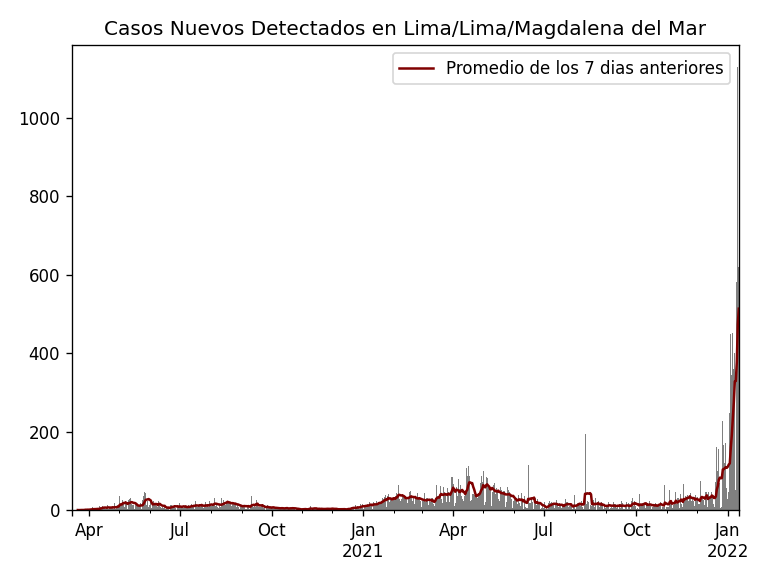 Casos Nuevos Detectados en Lima/Lima/Magdalena del Mar
Promedio de los 7 dias anteriores
1000
800
600
400
200
0
Apr Jul Oct Jan Apr Jul Oct Jan
2021 2022